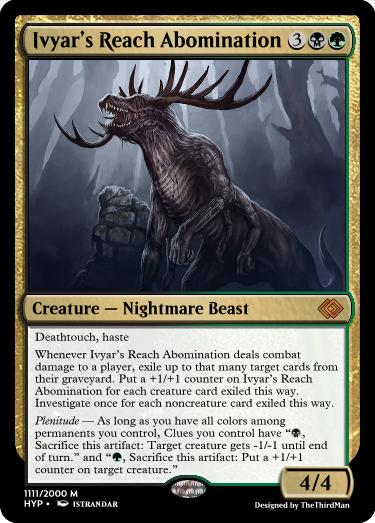 Ivyar's Reach Abomination 3
Creature — Nightmare Beast
Deathtouch, haste
Whenever Ivyar's Reach Abomination deals combat
damage to a player, exile up to that many target cards from
their graveyard. Put a +1/+1 counter on Ivyar's Reach
Abomination for each creature card exiled this way.
Investigate once for each noncreature card exiled this way.
Plenitude — As long as you have all colors among
permanents you control, Clues you control have “,
Sacrifice this artifact: Target creature gets -1/-1 until end
of turn.” and “, Sacrifice this artifact: Put a +1/+1
counter on target creature.”
4/4
1111/2000 M
HYP • ISTRANDAR
Designed by TheThirdMan